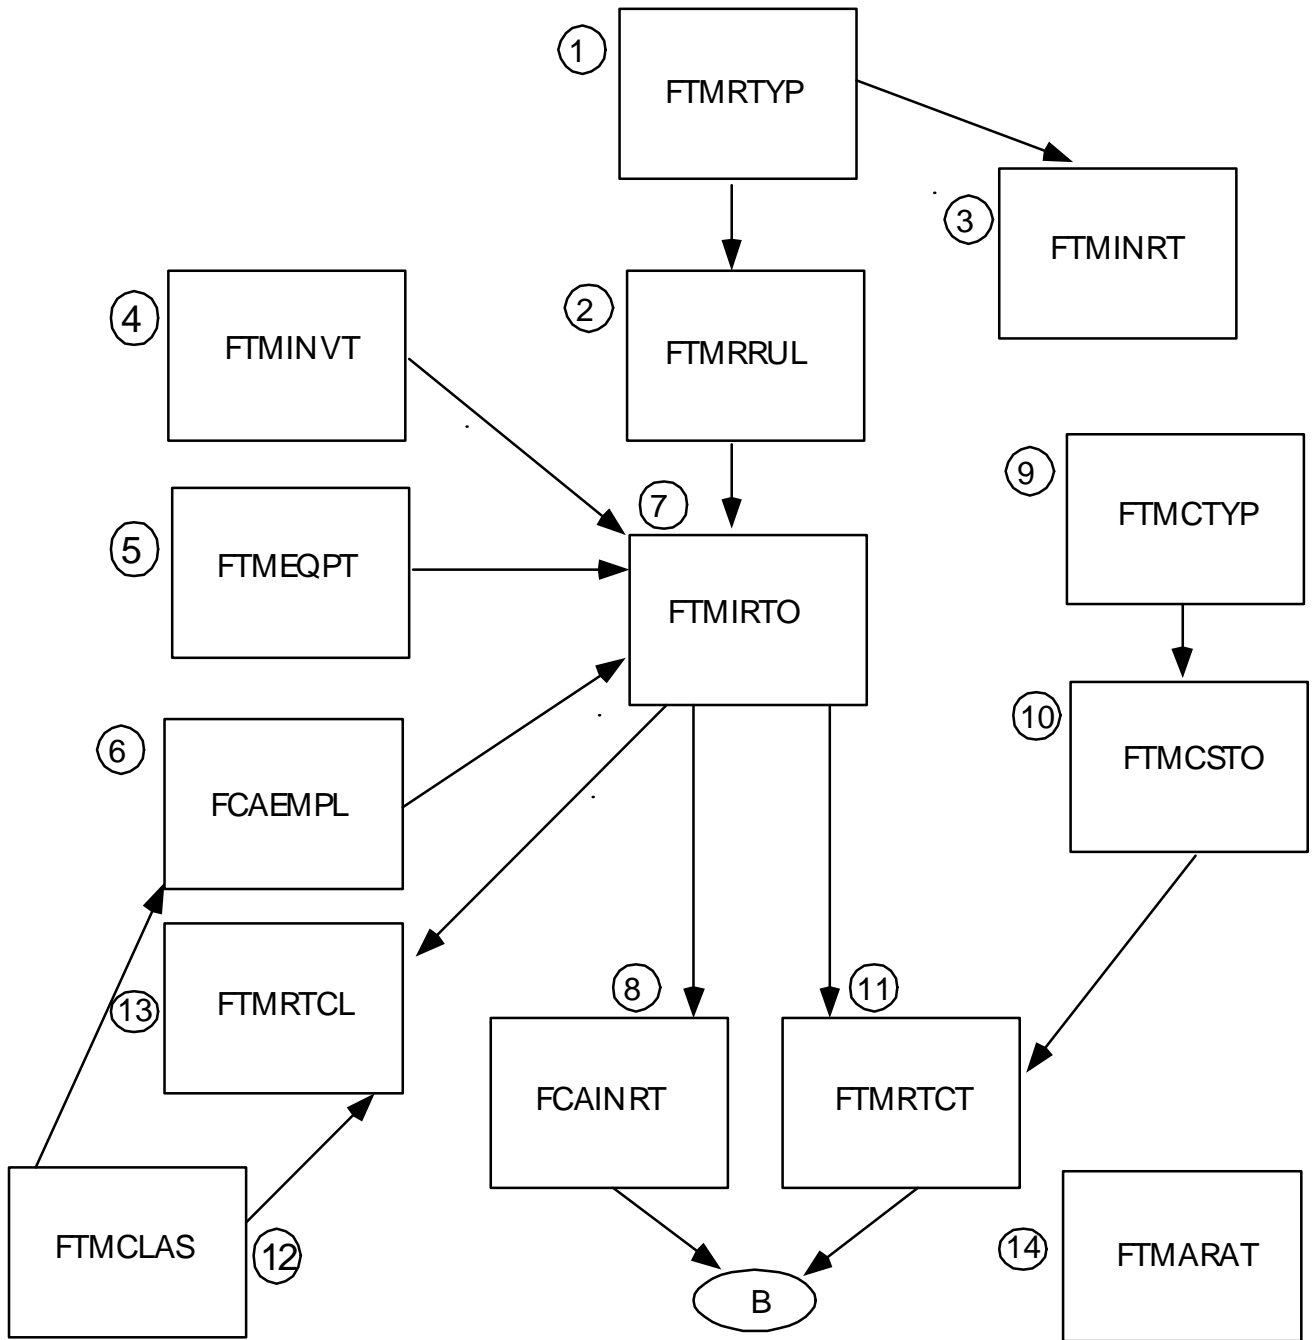 1
FTMRTYP
3
FTMINRT
2
FTMRRUL
4
FTMINVT
9
FTMCTYP
7
FTMIRTO
5
FTMEQPT
10
FTMCSTO
6
FCAEMPL
13
FTMRTCL
8
FCAINRT
11
FTMRTCT
FTMCLAS
12
14
FTMARAT
B